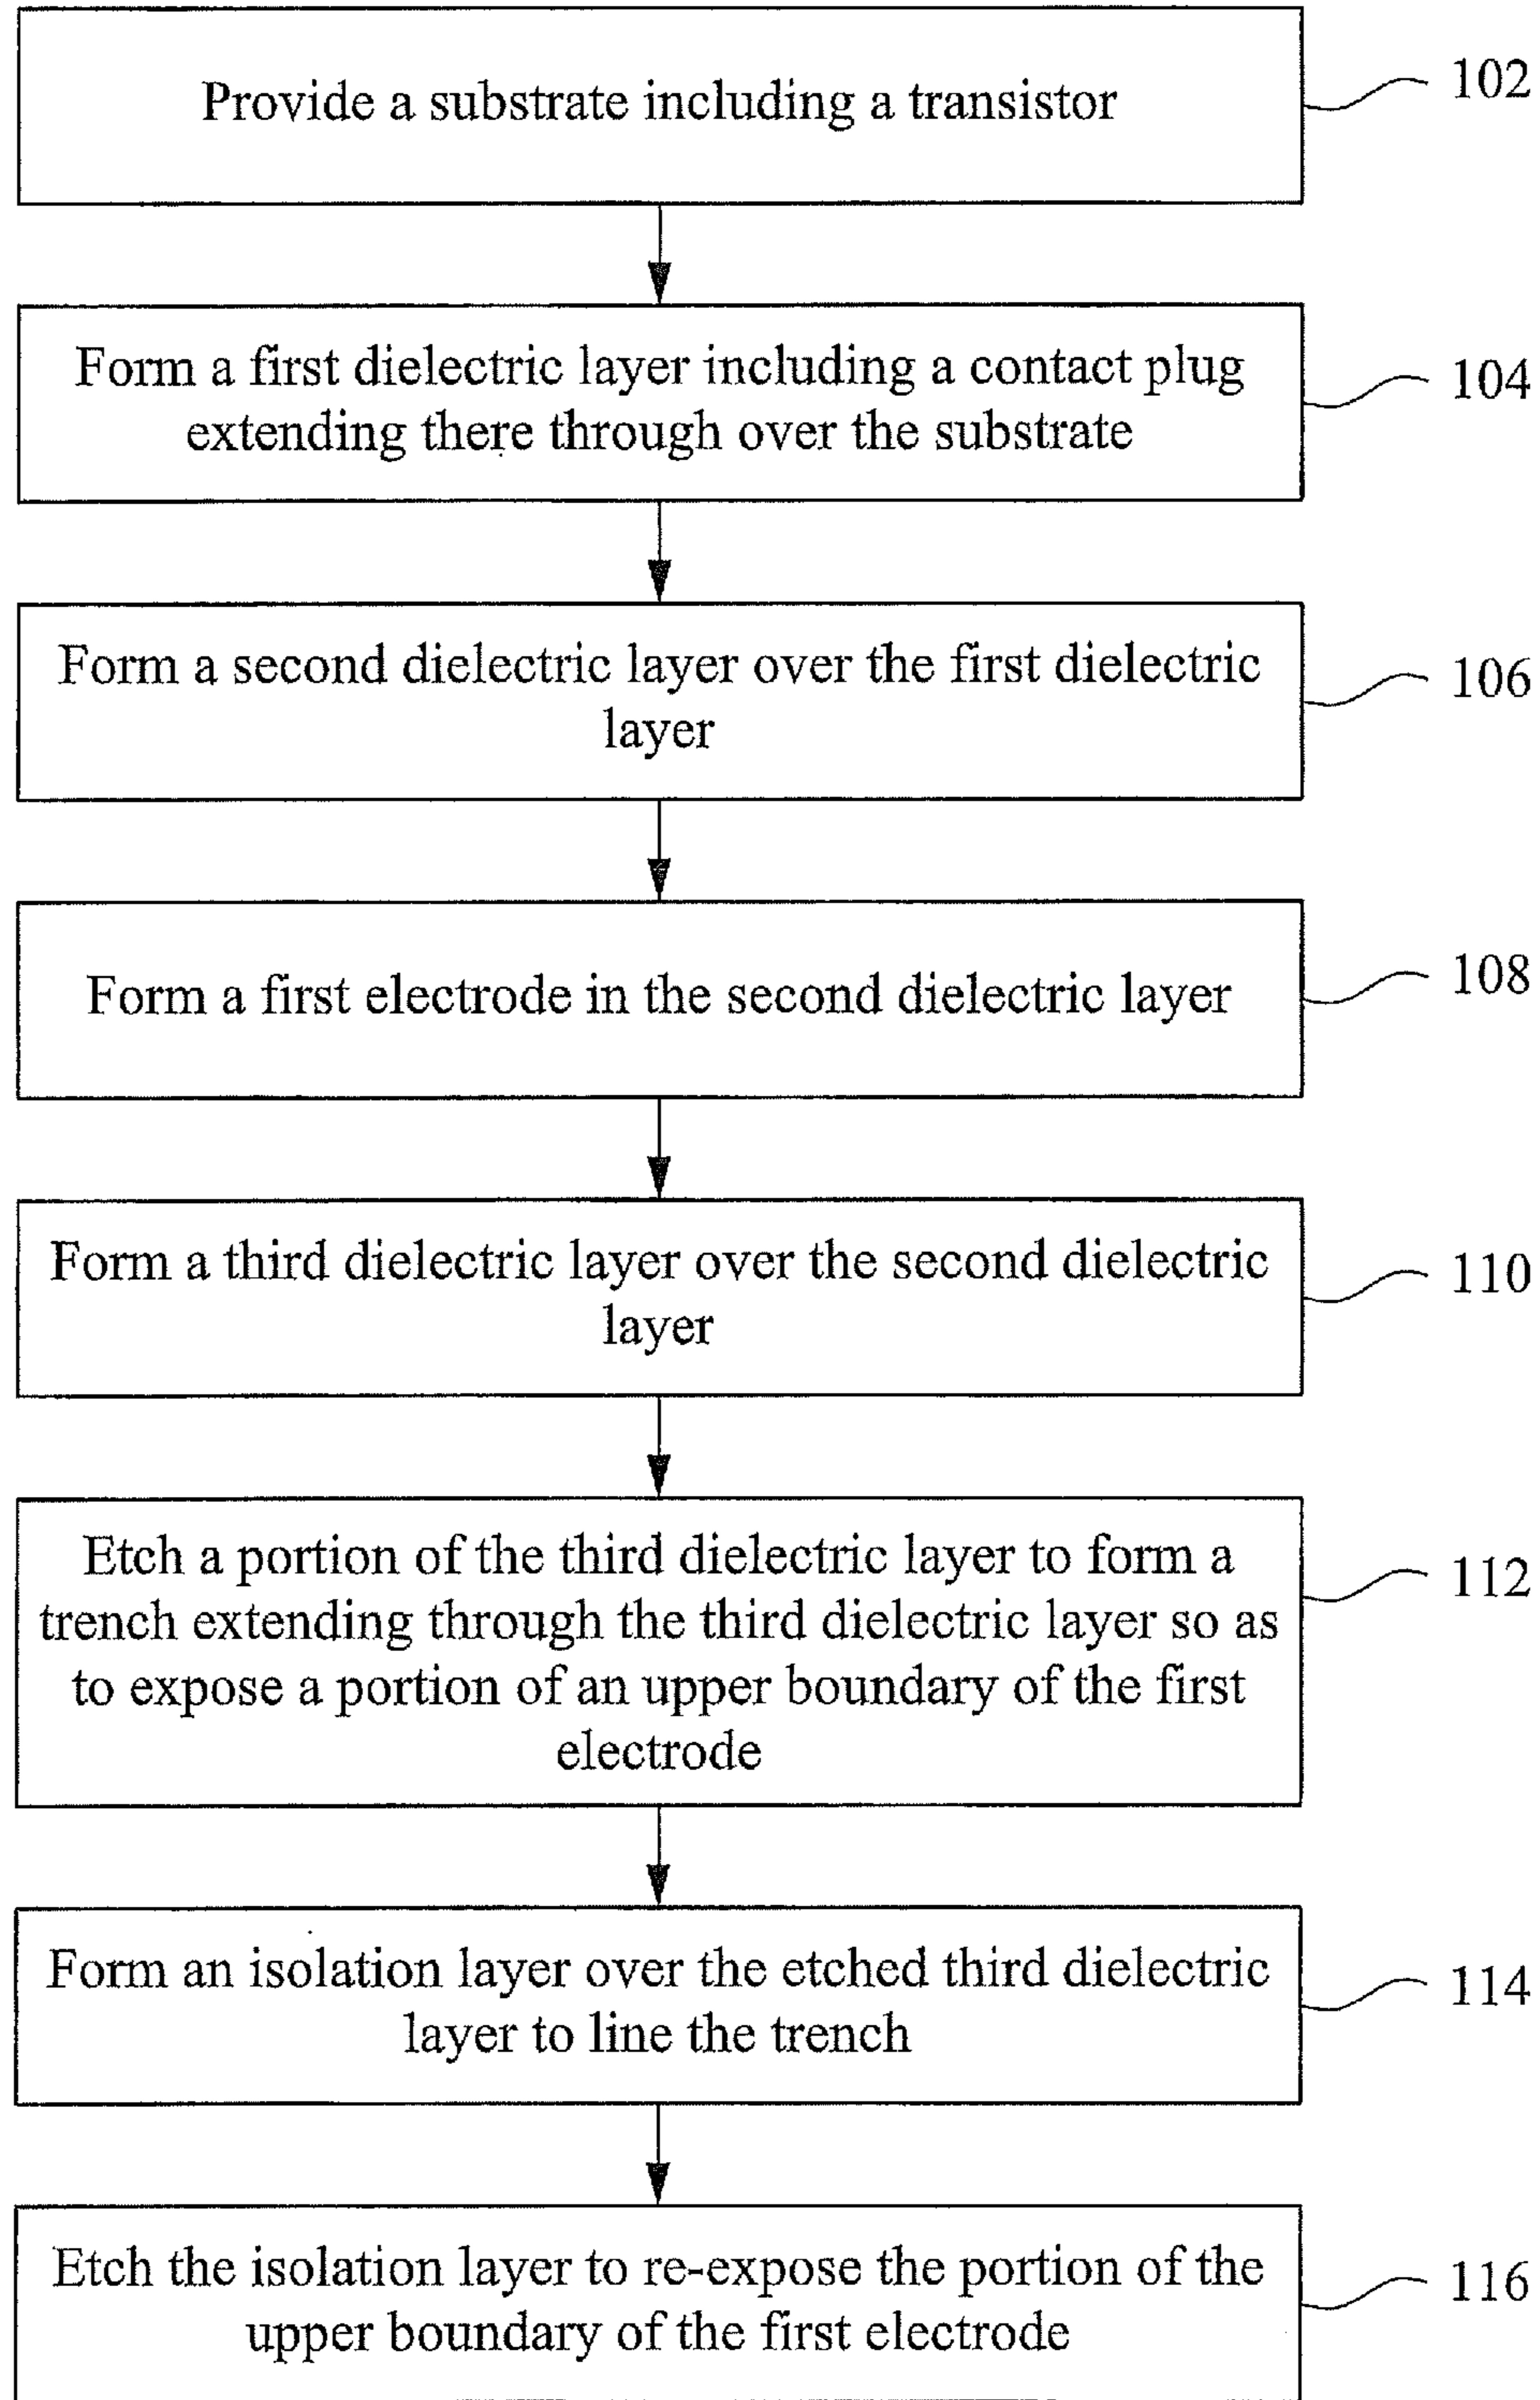 Provide a substrate including a transistor
102
Form a first dielectric layer including a contact plug
extending there through over the substrate
104
Form a second dielectric layer over the first dielectric
layer
106
Form a first electrode in the second dielectric layer
108
Form a third dielectric layer over the second dielectric
layer
110
Etch a portion of the third dielectric layer to form a
trench extending through the third dielectric layer so as
to expose a portion of an upper boundary of the first
electrode
112
Form an isolation layer over the etched third dielectric
layer to line the trench
114
Etch the isolation layer to re-expose the portion of the
upper boundary of the first electrode
116